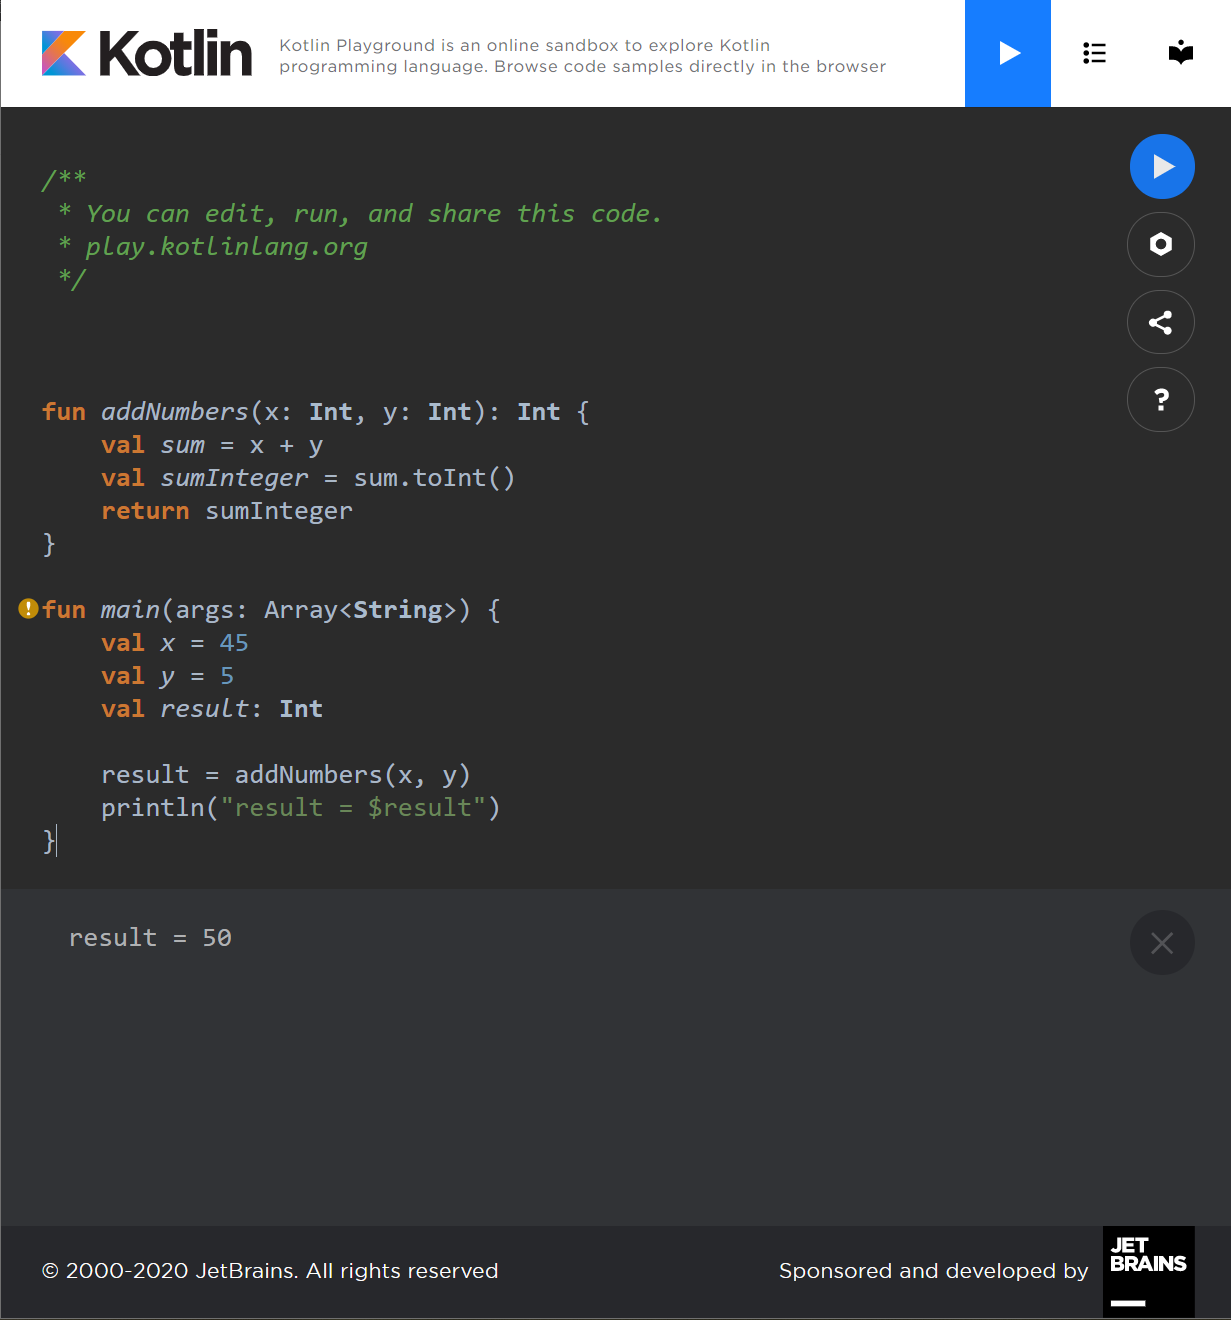 Kotlin
Kotlin Playground is an online sandbox to explore Kotlin
programming language. Browse code samples directly in the browser
/**
 * You can edit, run, and share this code.
 * play.kotlinlang.org
 */
?
fun addNumbers(x: Int, y: Int): Int {
    val sum = x + y
    val sumInteger = sum.toInt()
    return sumInteger
}
fun main(args: Array<String>) {
    val x = 45
    val y = 5
    val result: Int
    result = addNumbers(x, y)
    println("result = $result")
}
result = 50
© 2000-2020 JetBrains. All rights reserved
Sponsored and developed by
JET
BRAINS